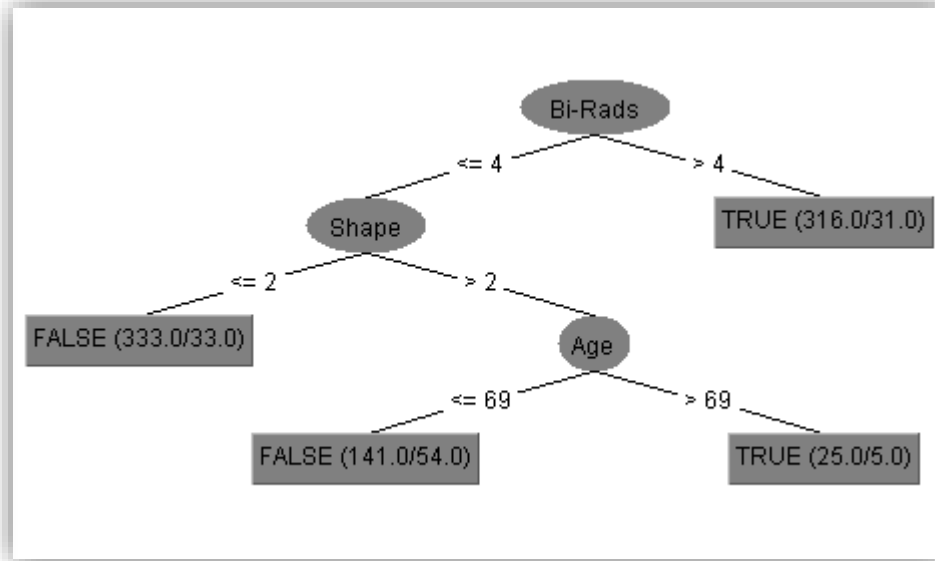 Bi-Rads
<= 4
> 4
Shape
TRUE (316.0/31.0)
<= 2
> 2
FALSE (333.0/33.0)
Age
<= 69
> 69
FALSE (141.0/54.0)
TRUE (25.0/5.0)